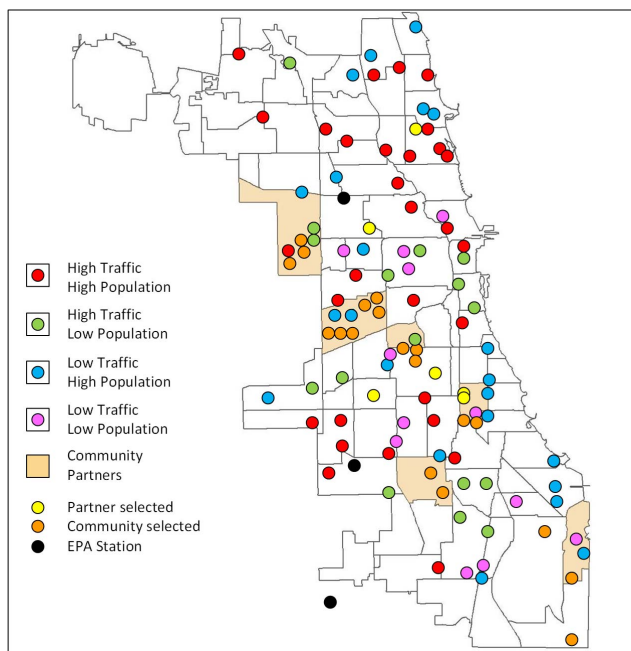 High Traffic
High Population
High Traffic
Low Population
Low Traffic
High Population
Low Traffic
Low Population
Community
Partners
Partner selected
Community selected
EPA Station